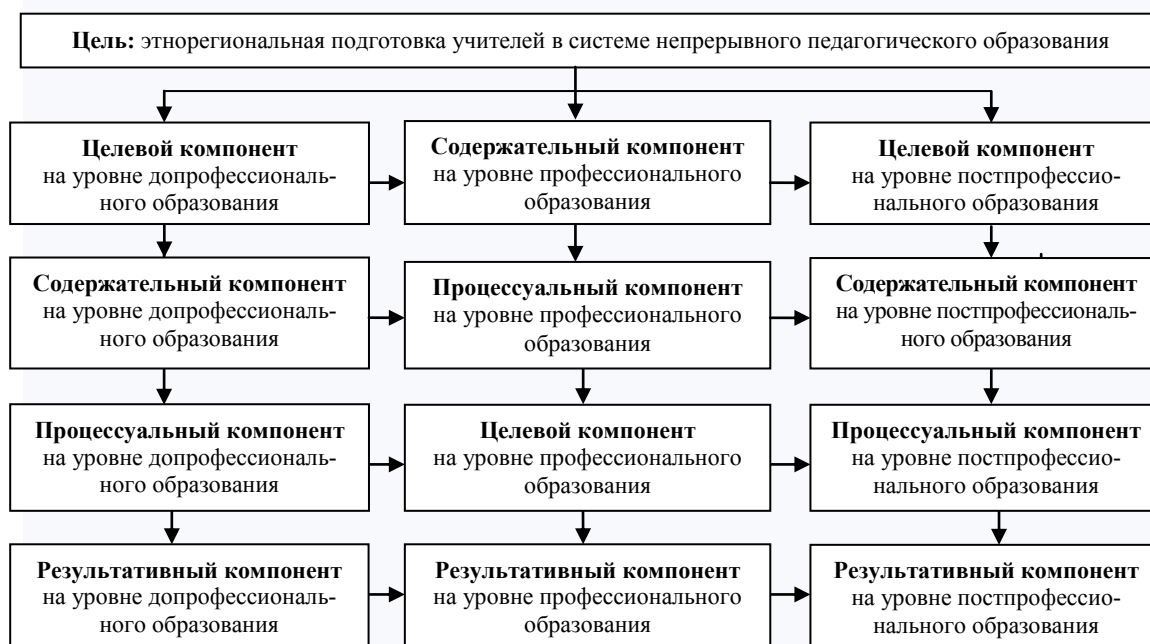 Цель: этнорегиональная подготовка учителей в системе непрерывного педагогического образования
Целевой компонент
на уровне допрофессиональ-
ного образования
Содержательный компонент
на уровне профессионального
образования
Целевой компонент
на уровне постпрофессио-
нального образования
Содержательный компонент
на уровне допрофессиональ-
ного образования
Процессуальный компонент
на уровне профессионального
образования
Содержательный компонент
на уровне постпрофессиональ-
ного образования
Процессуальный компонент
на уровне допрофессиональ-
ного образования
Целевой компонент
на уровне профессионального
образования
Процессуальный компонент
на уровне постпрофессио-
нального образования
Результативный компонент
на уровне допрофессиональ-
ного образования
Результативный компонент
на уровне профессионального
образования
Результативный компонент
на уровне постпрофессио-
нального образования